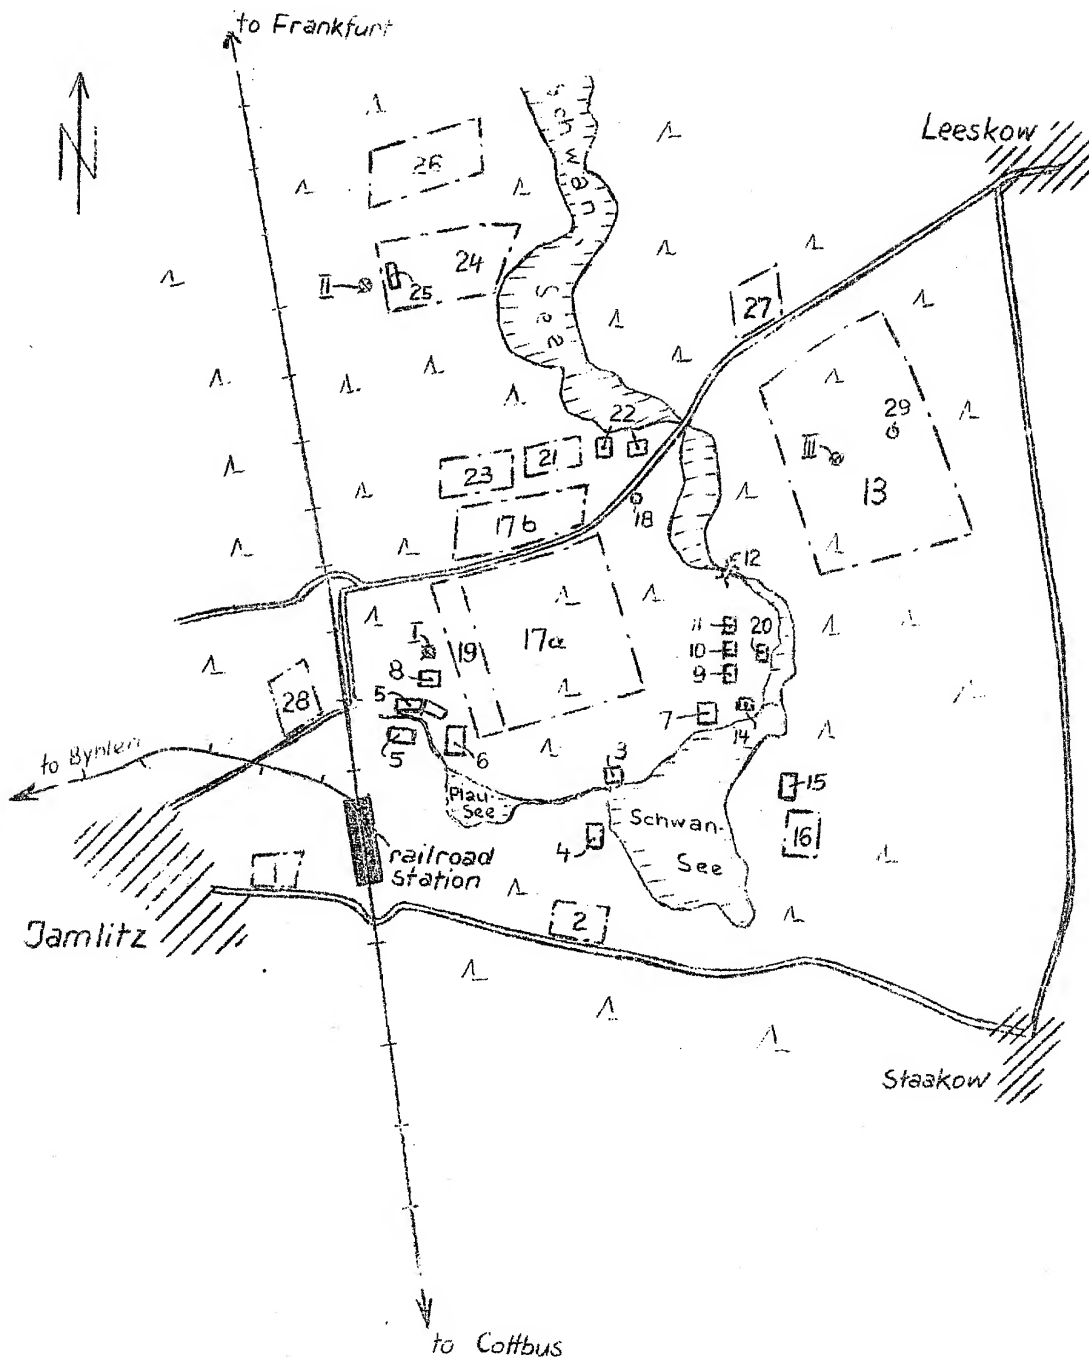 to Frankfurt
N
Schwan See
Leeskow
26
24
II
25
27
29
III
13
22
21
23
17b
18
12
I
19
17a
11
20
10
9
8
5
28
7
14
5
6
3
to Byhlen
Plau-
See
15
Schwan-
See
4
16
railroad
station
1
2
Jamlitz
Staakow
to Cottbus